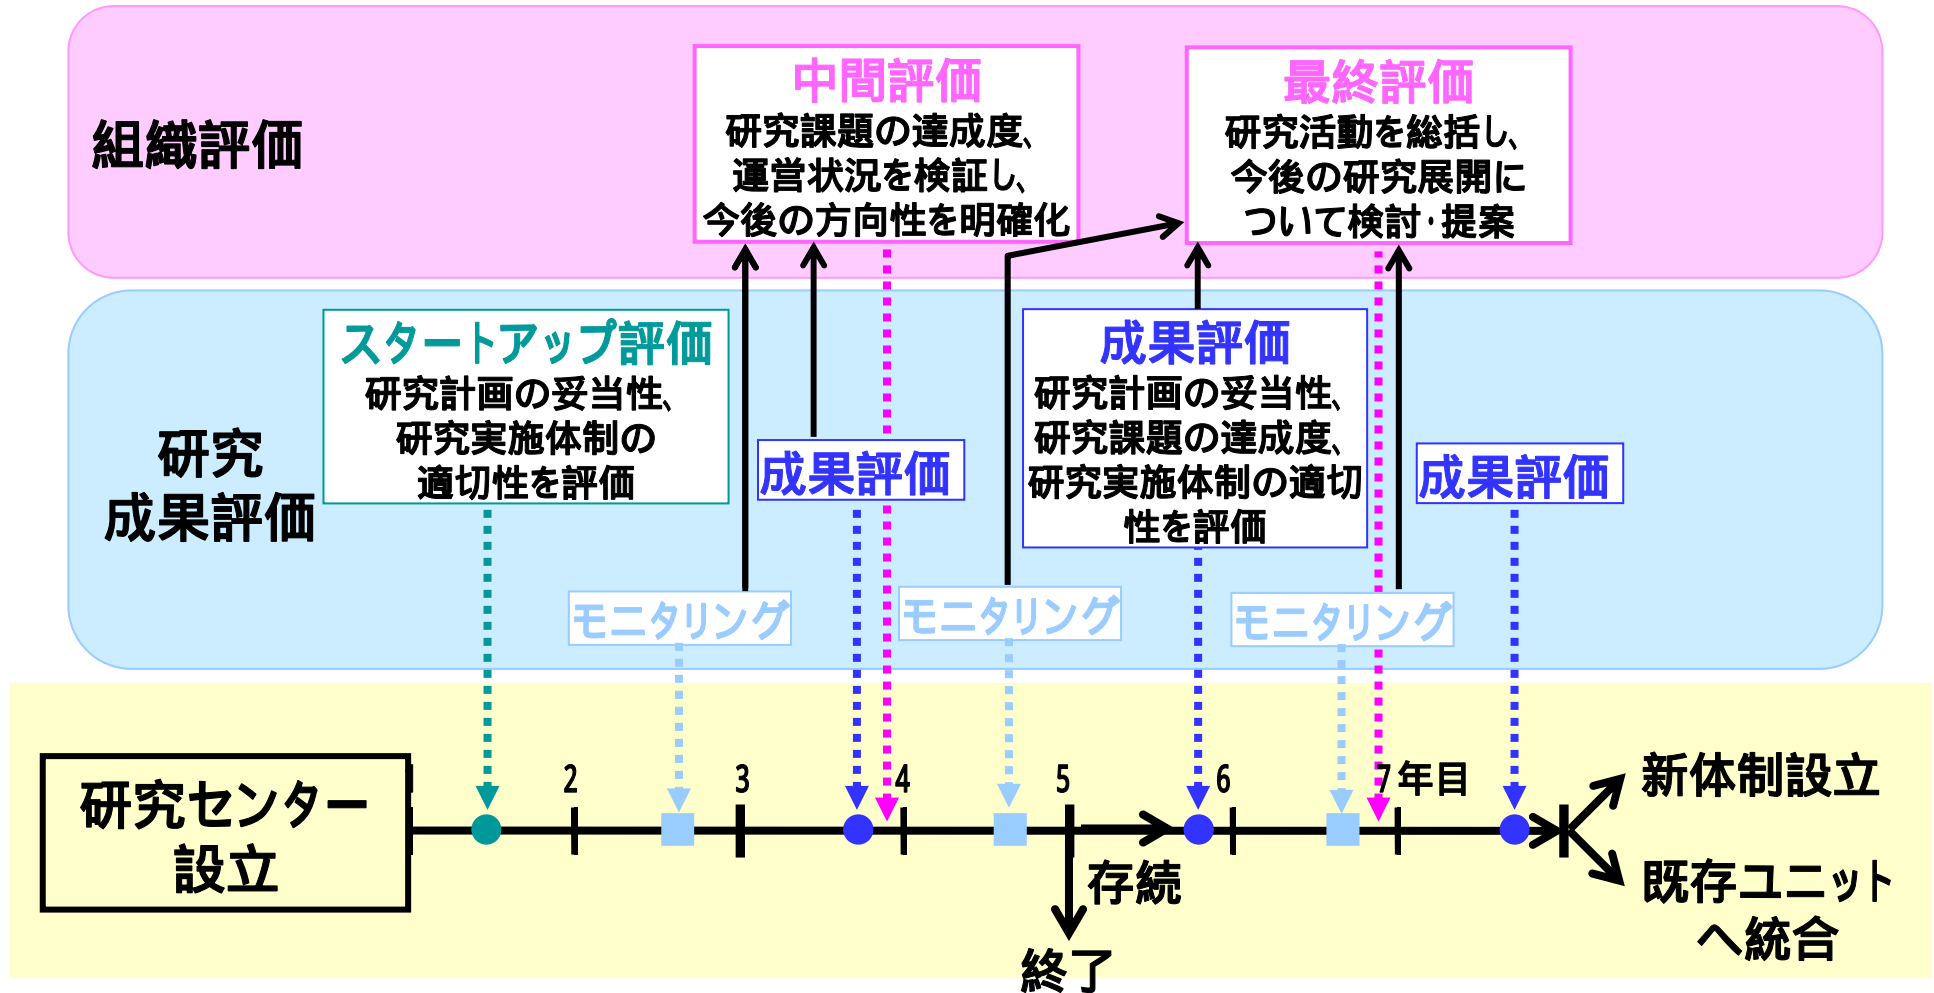 組織評価
中間評価
研究課題の達成度、
運営状況を検証し、
今後の方向性を明確化
最終評価
研究活動を総括し、
今後の研究展開に
ついて検討・提案
研究
成果評価
スタートアップ評価
研究計画の妥当性、
研究実施体制の
適切性を評価
成果評価
成果評価
研究計画の妥当性、
研究課題の達成度、
研究実施体制の適切
性を評価
成果評価
モニタリング
モニタリング
モニタリング
研究センター
設立
2
3
4
5
6
7年目
存続
終了
新体制設立
既存ユニット
へ統合